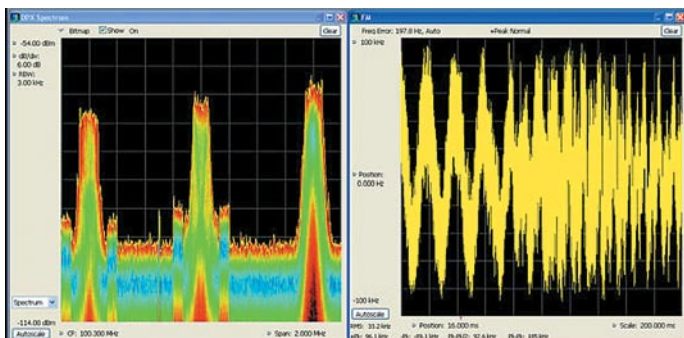 DPX Spectrum
Bitmap Show On Clear
-54.00 dBm
dB/div:
6.00 dB
RBW:
3.00 kHz
Spectrum
-114.00 dBm
Autoscale
CF: 100.300 MHz
Span: 2.000 MHz
FM
Freq Error: 197.8 Hz, Auto +Peak Normal Clear
100 kHz
Position:
0.000 Hz
-100 kHz
Autoscale
Position: 16.000 ms
Scale: 200.000 ms
RMS: 33.2 kHz